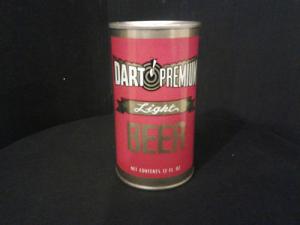 DART PREMIUM
Light
BEER
NET CONTENTS 12 FL OZ